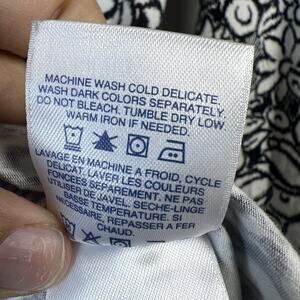 MACHINE WASH COLD DELICATE.
WASH DARK COLORS SEPARATELY.
DO NOT BLEACH. TUMBLE DRY LOW.
WARM IRON IF NEEDED.
LAVAGE EN MACHINE A FROID, CYCLE
DELICAT. LAVER LES COULEURS
FONCEES SEPAREMENT. NE PAS
UTILISER DE JAVEL. SECHE-LINGE
TEMPERATURE. SI
NECESSAIRE, REPASSER A FER
CHAUD